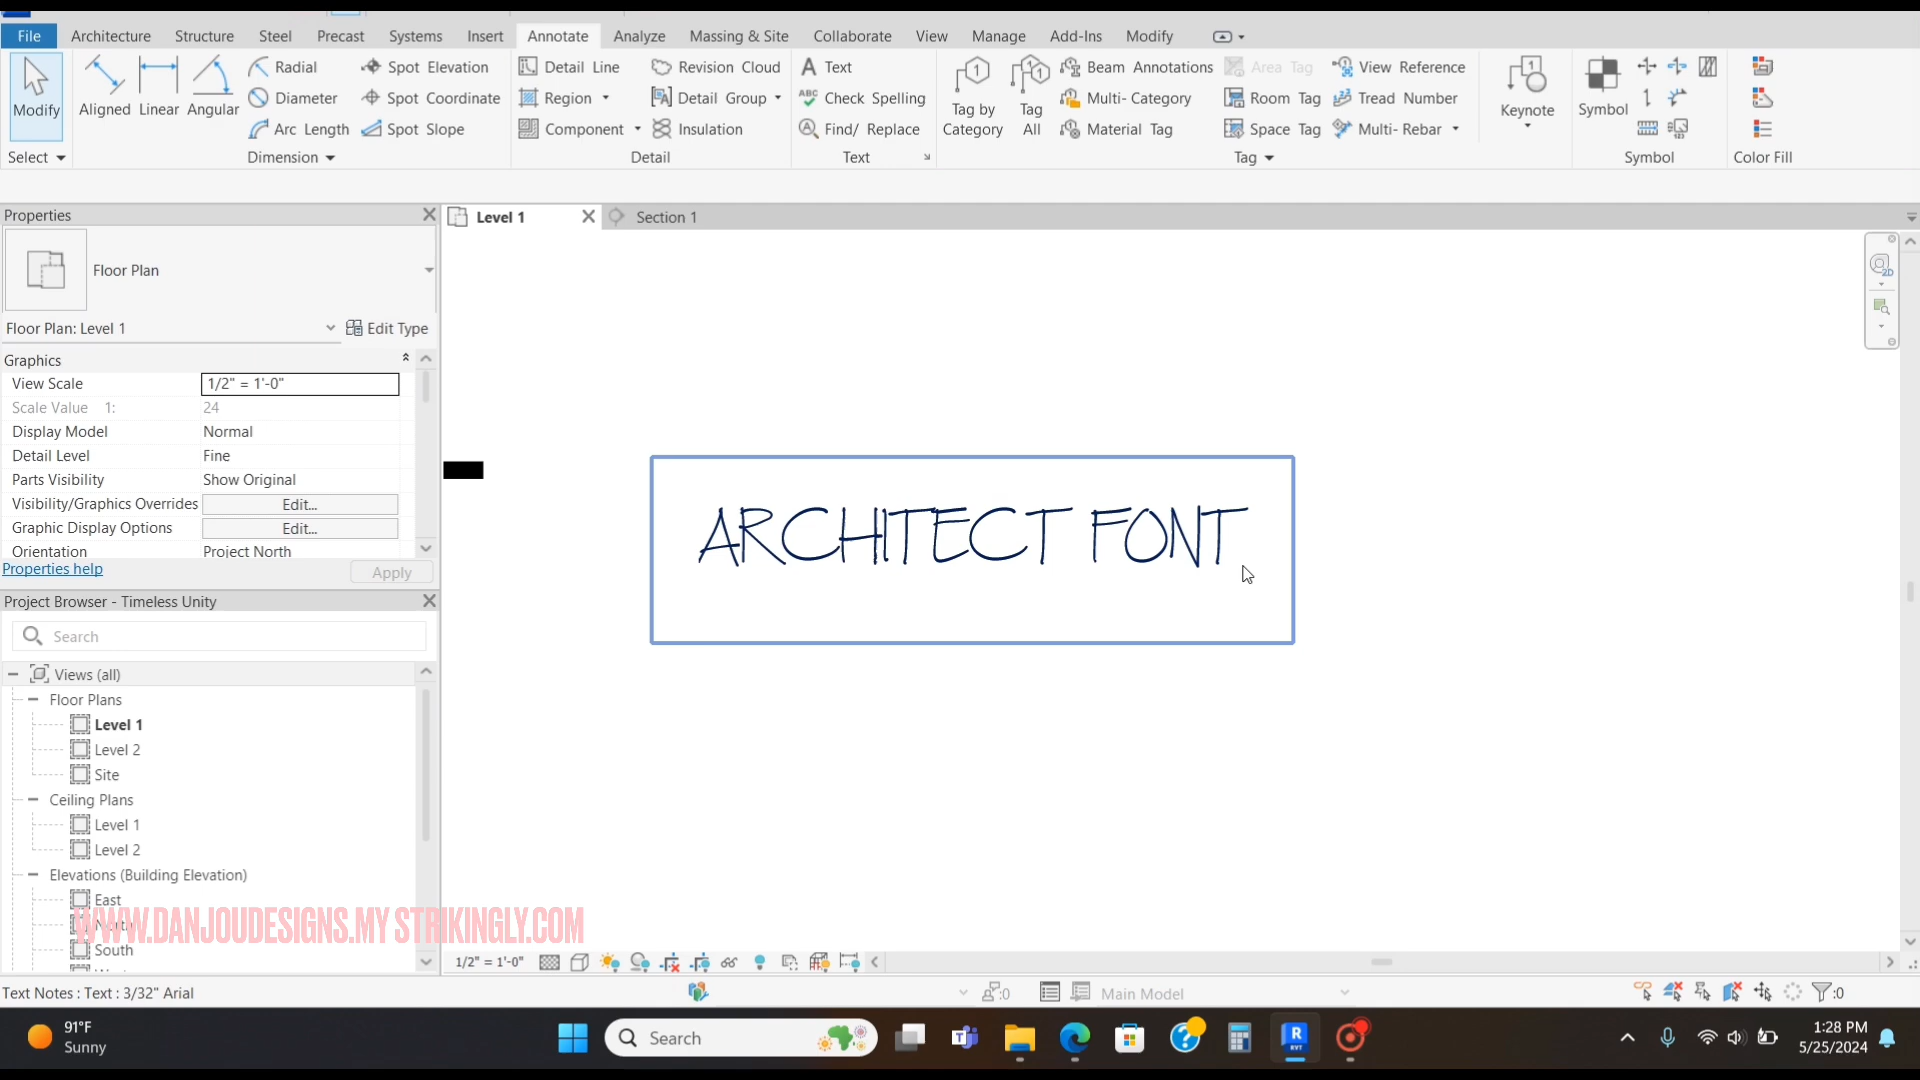 File Architecture Structure Steel Precast Systems Insert Annotate Analyze Massing & Site Collaborate View Manage Add-Ins Modify
Modify
Select
Aligned
Linear
Angular
Radial
Diameter
Arc Length
Spot Elevation
Spot Coordinate
Spot Slope
Dimension
Detail Line
Region
Component
Revision Cloud
Detail Group
Insulation
Detail
Text
Check Spelling
Find/ Replace
Text
Tag by
Category
Tag
All
Beam Annotations
Multi- Category
Material Tag
Area Tag
Room Tag
Space Tag
View Reference
Tread Number
Multi- Rebar
Tag
Keynote
Symbol
Symbol
Color Fill
Properties
Floor Plan
Floor Plan: Level 1
Edit Type
Graphics
View Scale 1/2" = 1'-0"
Scale Value 1: 24
Display Model Normal
Detail Level Fine
Parts Visibility Show Original
Visibility/Graphics Overrides Edit...
Graphic Display Options Edit...
Orientation Project North
Properties help
Apply
Project Browser - Timeless Unity
Search
Views (all)
Floor Plans
Level 1
Level 2
Site
Ceiling Plans
Level 1
Level 2
Elevations (Building Elevation)
East
North
South
WWW.DANJOUDESIGNS.MY STRIKINGLY.COM
Level 1
Section 1
2D
ARCHITECT FONT
1/2" = 1'-0"
Text Notes : Text : 3/32" Arial
:0
Main Model
:0
91°F
Sunny
Search
1:28 PM
5/25/2024